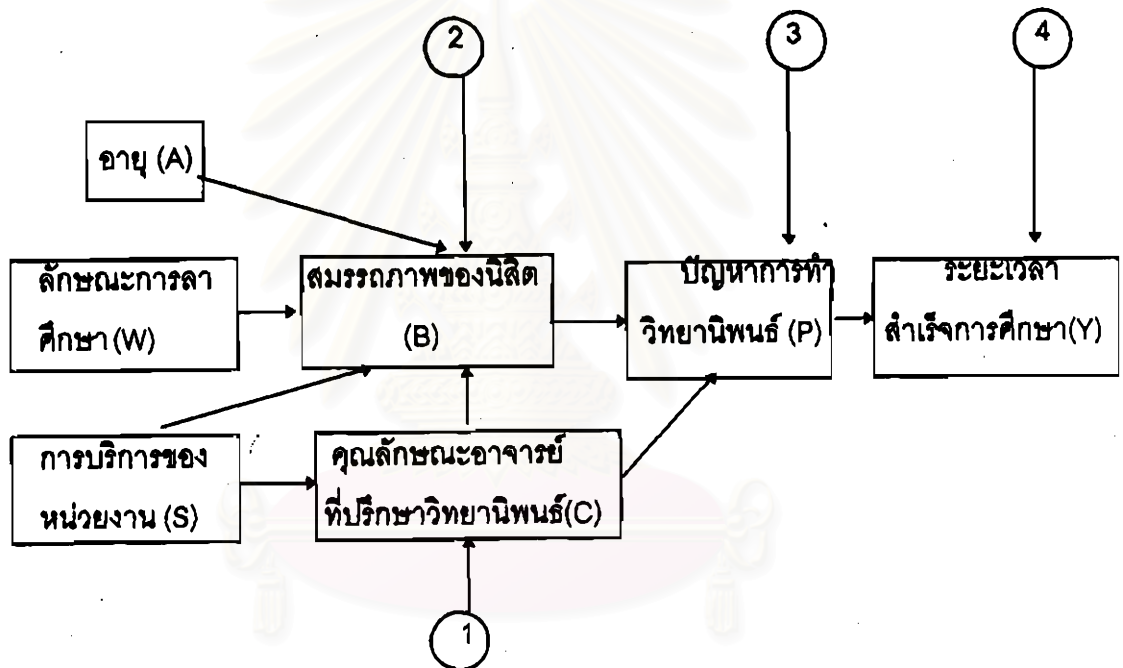 2
3
4
อายุ (A)
ลักษณะการลา
ศึกษา (W)
สมรรถภาพของนิสิต
(B)
ปัญหาการทำ
วิทยานิพนธ์ (P)
ระยะเวลา
สำเร็จการศึกษา(Y)
การบริการของ
หน่วยงาน (S)
คุณลักษณะอาจารย์
ที่ปรึกษาวิทยานิพนธ์(C)
1